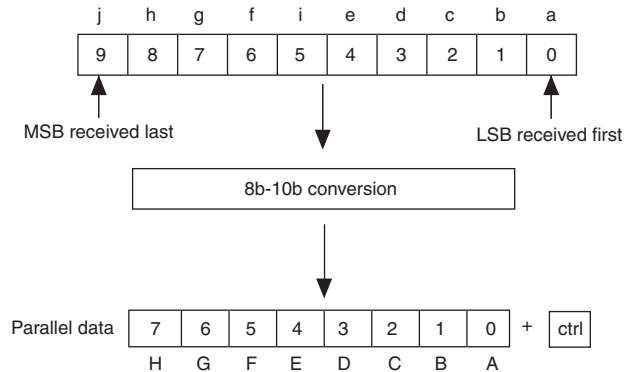 j h g f i e d c b a
9 8 7 6 5 4 3 2 1 0
MSB received last LSB received first
8b-10b conversion
Parallel data 7 6 5 4 3 2 1 0 + ctrl
H G F E D C B A